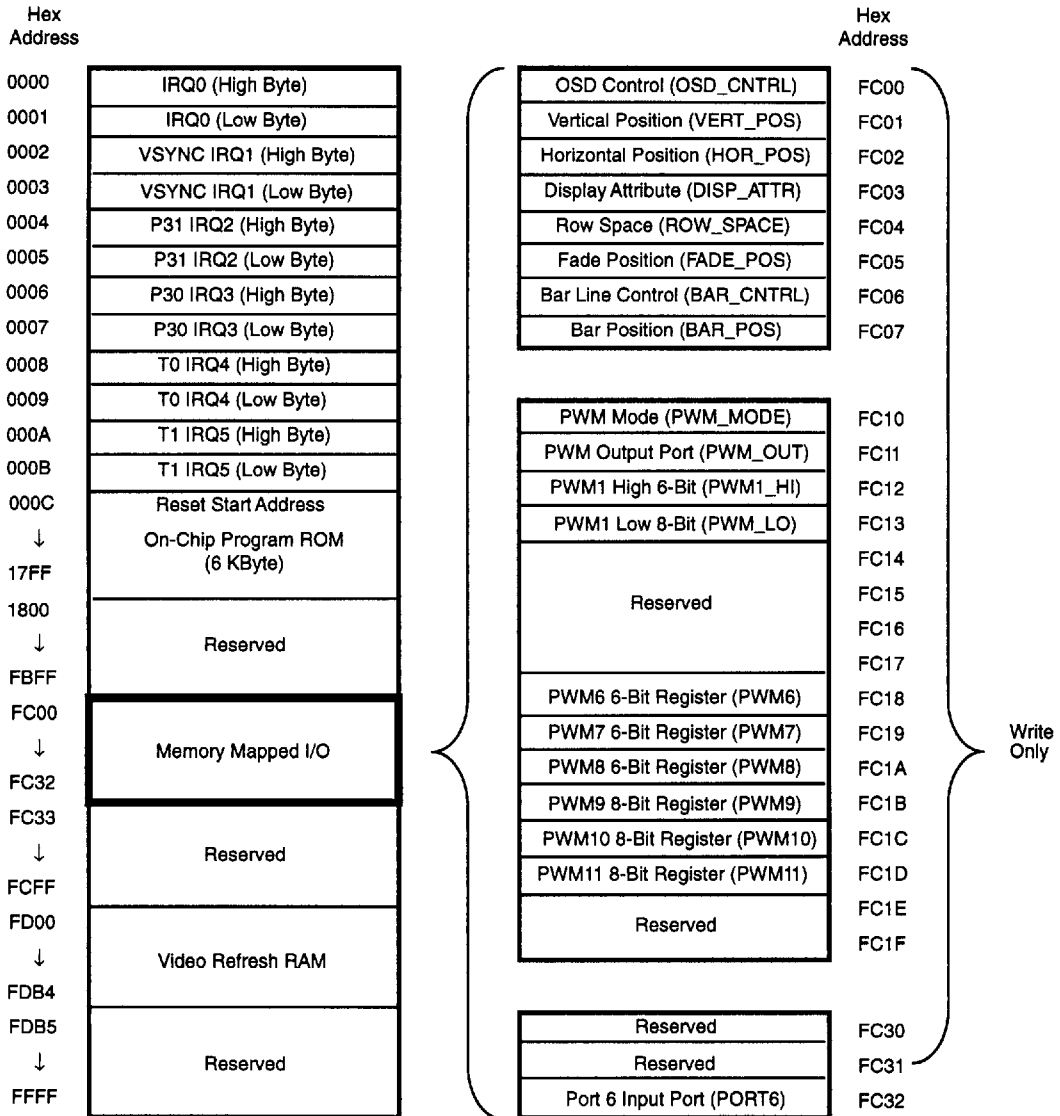 Hex
Address
0000 IRQ0 (High Byte)
0001 IRQ0 (Low Byte)
0002 VSYNC IRQ1 (High Byte)
0003 VSYNC IRQ1 (Low Byte)
0004 P31 IRQ2 (High Byte)
0005 P31 IRQ2 (Low Byte)
0006 P30 IRQ3 (High Byte)
0007 P30 IRQ3 (Low Byte)
0008 T0 IRQ4 (High Byte)
0009 T0 IRQ4 (Low Byte)
000A T1 IRQ5 (High Byte)
000B T1 IRQ5 (Low Byte)
000C Reset Start Address
↓ On-Chip Program ROM
(6 KByte)
17FF
1800
↓ Reserved
FBFF
FC00
↓ Memory Mapped I/O
FC32
FC33
↓ Reserved
FCFF
FD00
↓ Video Refresh RAM
FDB4
FDB5
↓ Reserved
FFFF
Hex
Address
OSD Control (OSD_CNTRL) FC00
Vertical Position (VERT_POS) FC01
Horizontal Position (HOR_POS) FC02
Display Attribute (DISP_ATTR) FC03
Row Space (ROW_SPACE) FC04
Fade Position (FADE_POS) FC05
Bar Line Control (BAR_CNTRL) FC06
Bar Position (BAR_POS) FC07
PWM Mode (PWM_MODE) FC10
PWM Output Port (PWM_OUT) FC11
PWM1 High 6-Bit (PWM1_HI) FC12
PWM1 Low 8-Bit (PWM_LO) FC13
FC14
Reserved FC15
FC16
FC17
PWM6 6-Bit Register (PWM6) FC18
PWM7 6-Bit Register (PWM7) FC19
PWM8 6-Bit Register (PWM8) FC1A
PWM9 8-Bit Register (PWM9) FC1B
PWM10 8-Bit Register (PWM10) FC1C
PWM11 8-Bit Register (PWM11) FC1D
Reserved FC1E
FC1F
Reserved FC30
Reserved FC31
Port 6 Input Port (PORT6) FC32
Write
Only